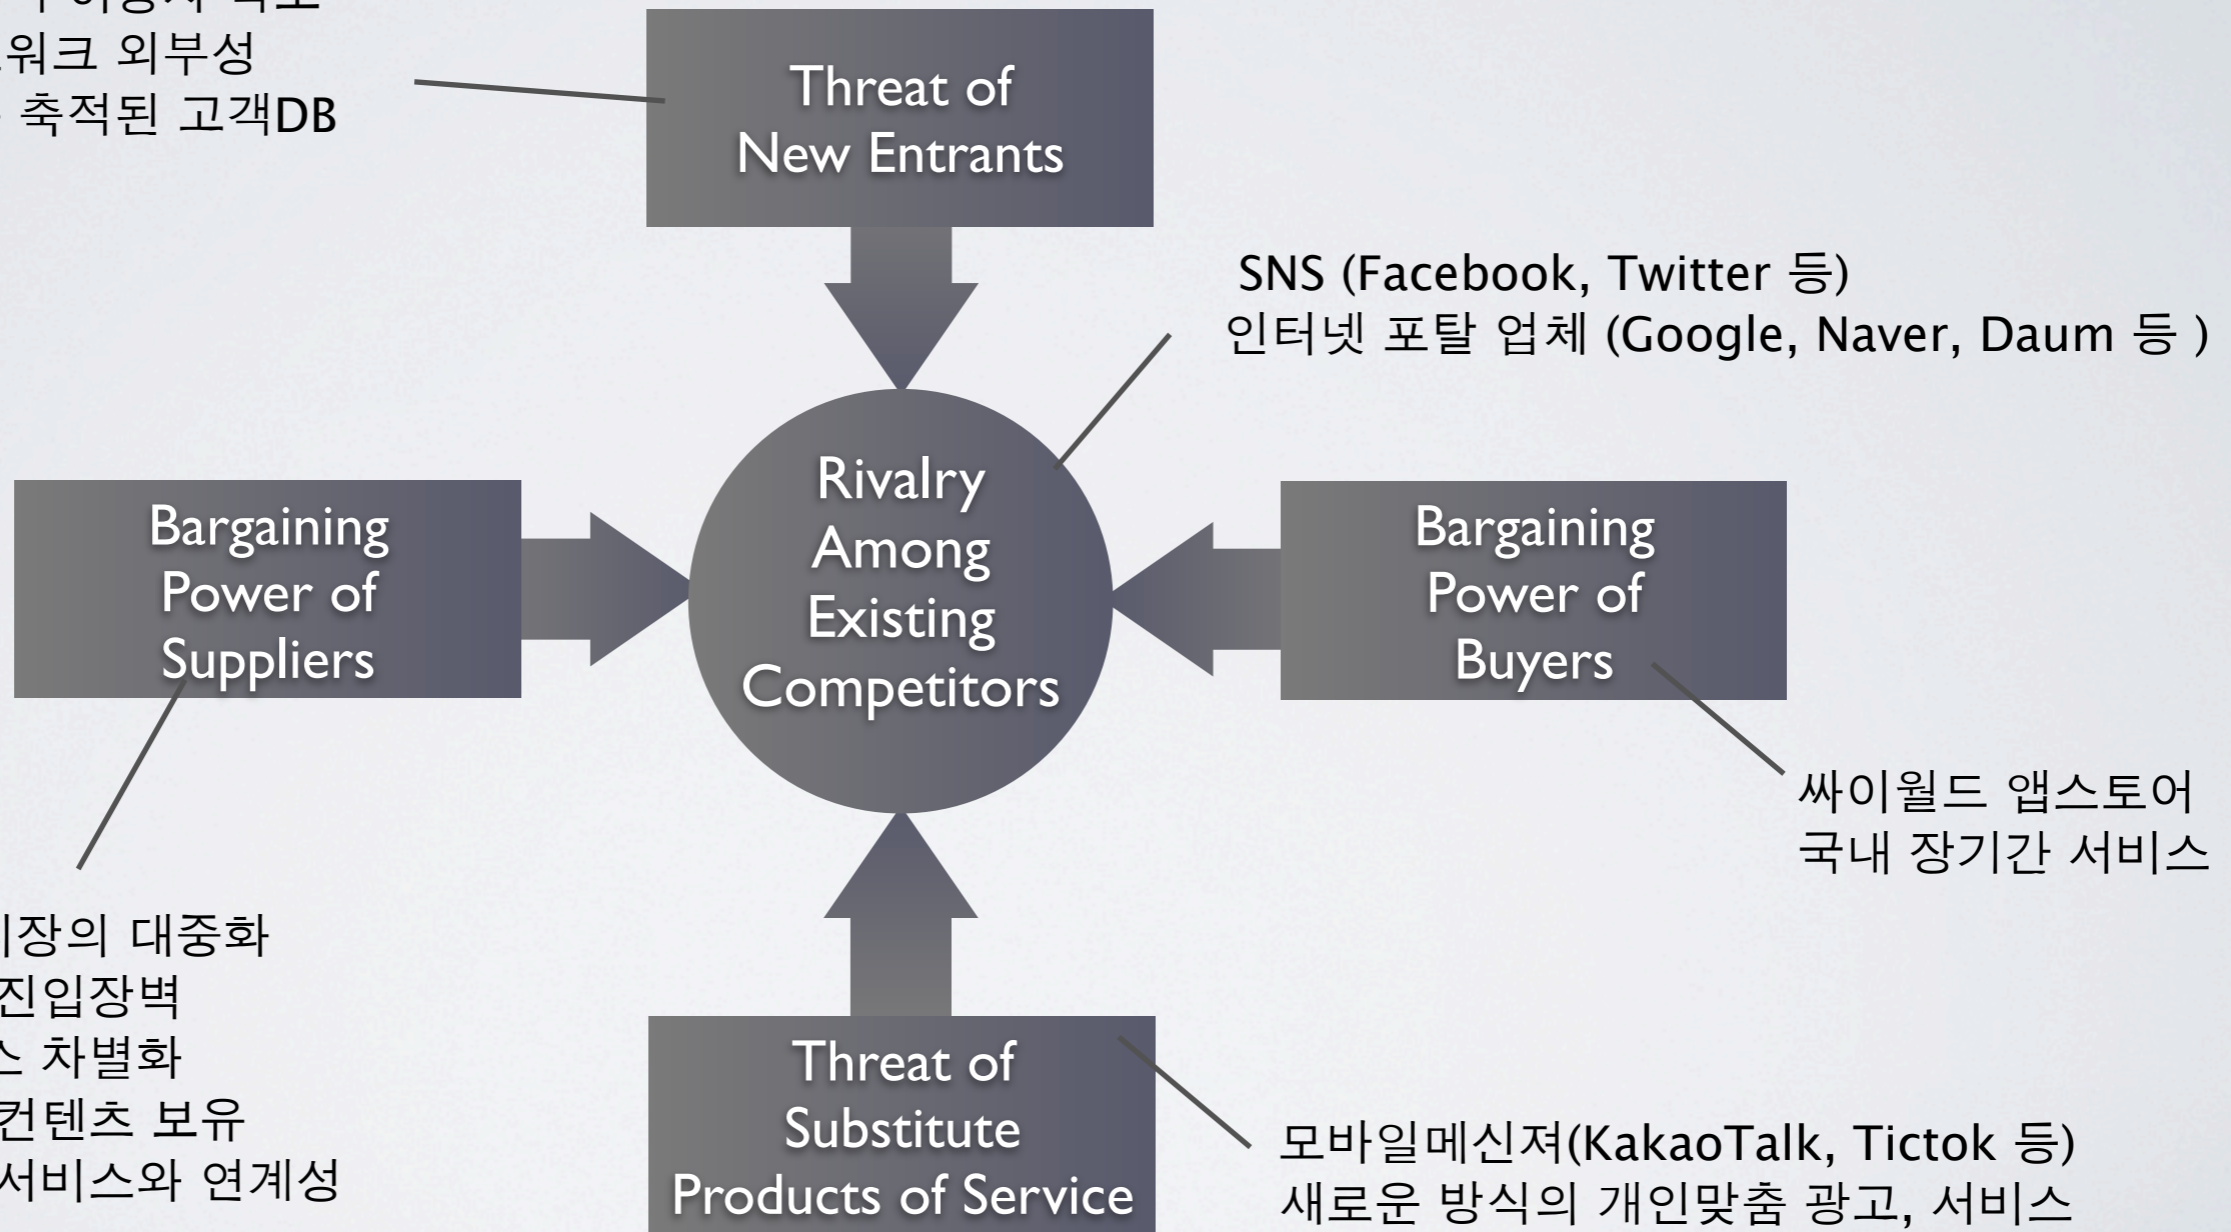 이용자 확보
외부성
축적된 고객DB
Threat of
New Entrants
SNS (Facebook, Twitter 등)
인터넷 포탈 업체 (Google, Naver, Daum 등 )
Rivalry
Among
Existing
Competitors
Bargaining
Power of
Suppliers
Bargaining
Power of
Buyers
싸이월드 앱스토어
국내 장기간 서비스
대중화
진입장벽
차별화
컨텐츠 보유
서비스와 연계성
Threat of
Substitute
Products of Service
모바일메신져(KakaoTalk, Tictok 등)
새로운 방식의 개인맞춤 광고, 서비스